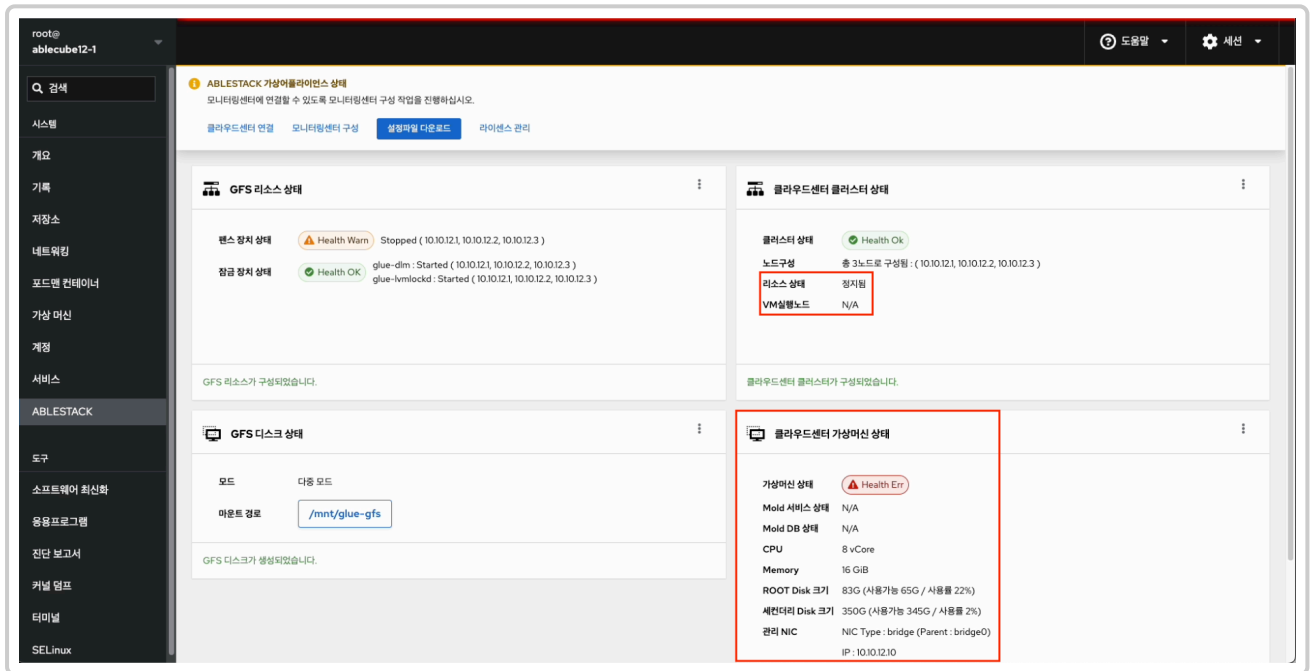 root@
ablecube12-1
도움말
세션
검색
시스템
개요
기록
저장소
네트워킹
포드맨 컨테이너
가상 머신
계정
서비스
ABLESTACK
도구
소프트웨어 최신화
응용프로그램
진단 보고서
커널 덤프
터미널
SELinux
ABLESTACK 가상어플라이언스 상태
모니터링센터에 연결할 수 있도록 모니터링센터 구성 작업을 진행하십시오.
클라우드센터 연결 모니터링센터 구성 설정파일 다운로드 라이센스 관리
GFS 리소스 상태
펜스 장치 상태 Health Warn Stopped ( 10.10.12.1, 10.10.12.2, 10.10.12.3 )
잠금 장치 상태 Health OK glue-dlm : Started ( 10.10.12.1, 10.10.12.2, 10.10.12.3 )
glue-lvmlockd : Started ( 10.10.12.1, 10.10.12.2, 10.10.12.3 )
GFS 리소스가 구성되었습니다.
클라우드센터 클러스터 상태
클러스터 상태 Health Ok
노드구성 총 3노드로 구성됨 : ( 10.10.12.1, 10.10.12.2, 10.10.12.3 )
리소스 상태 정지됨
VM실행노드 N/A
클라우드센터 클러스터가 구성되었습니다.
GFS 디스크 상태
모드 다중 모드
마운트 경로 /mnt/glue-gfs
GFS 디스크가 생성되었습니다.
클라우드센터 가상머신 상태
가상머신 상태 Health Err
Mold 서비스 상태 N/A
Mold DB 상태 N/A
CPU 8 vCore
Memory 16 GiB
ROOT Disk 크기 83G (사용가능 65G / 사용률 22%)
세컨더리 Disk 크기 350G (사용가능 345G / 사용률 2%)
관리 NIC NIC Type : bridge (Parent : bridge0)
IP : 10.10.12.10